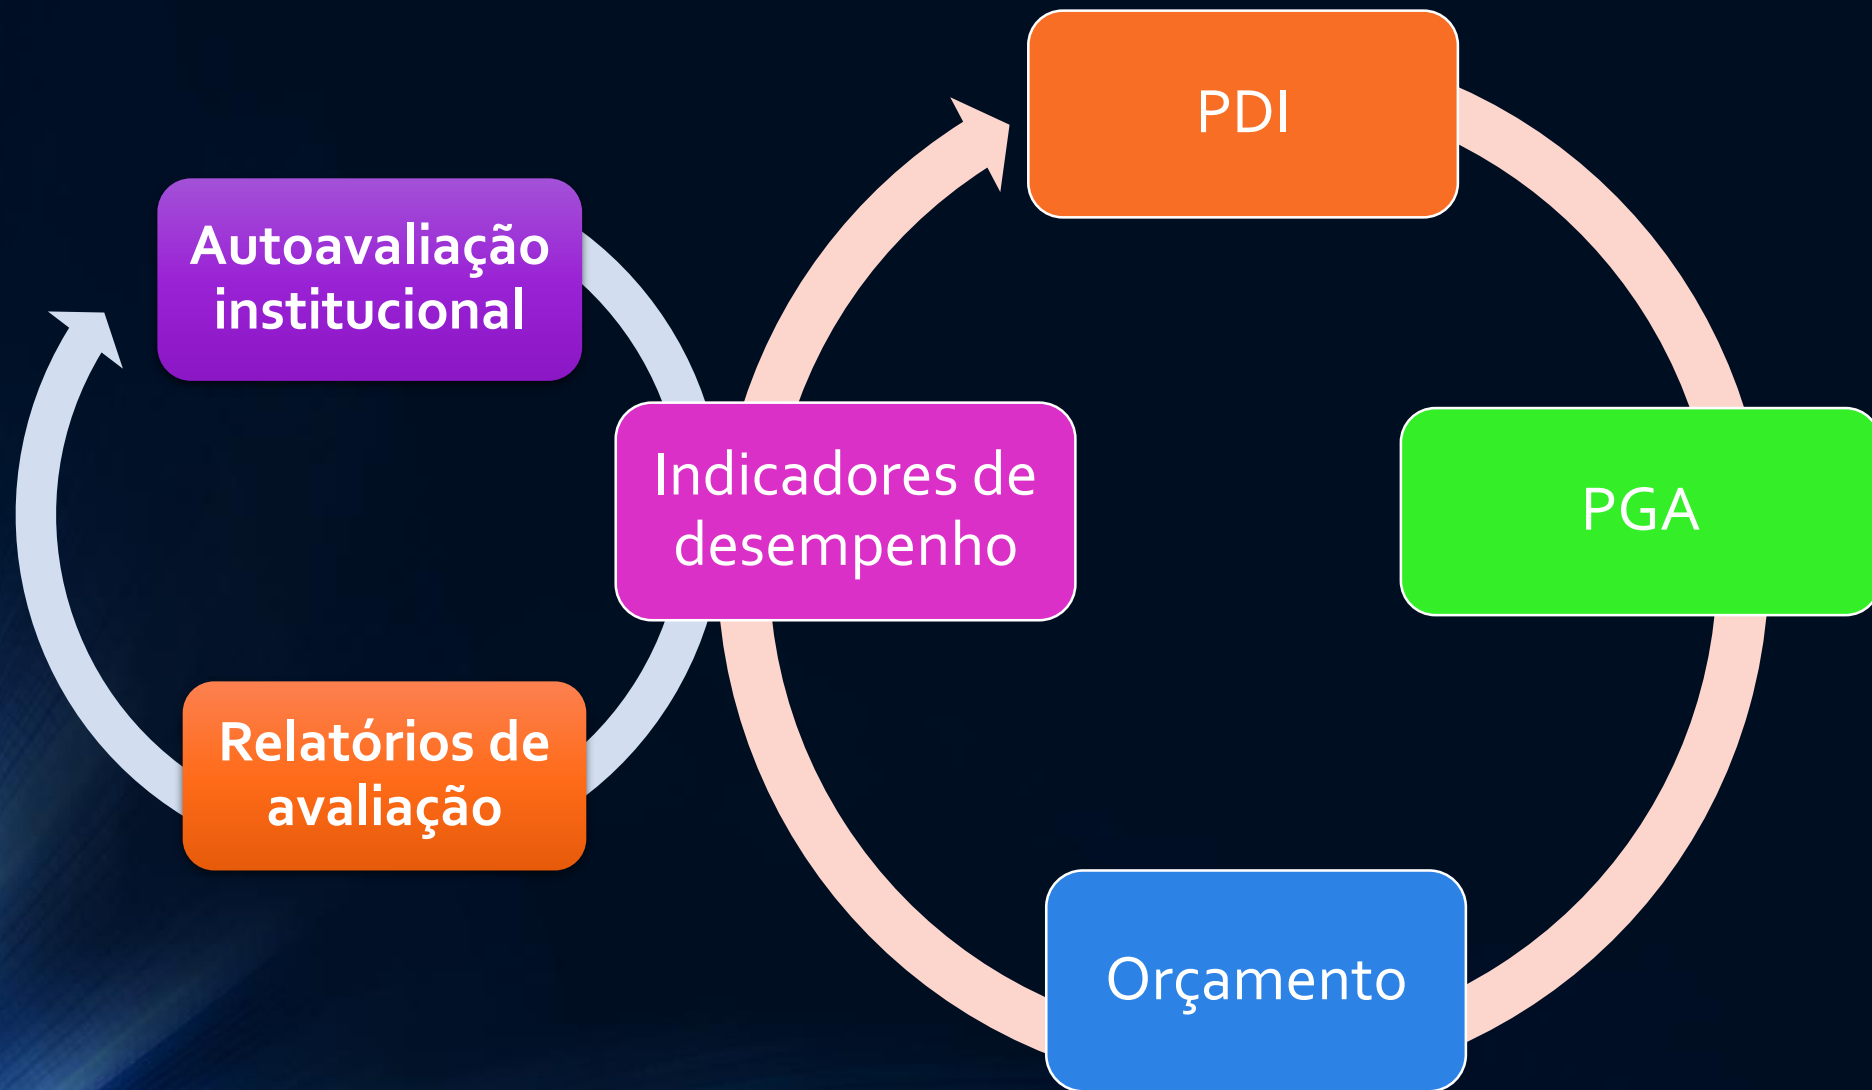 PDI
Autoavaliação
institucional
Indicadores de
desempenho
PGA
Relatórios de
avaliação
Orçamento